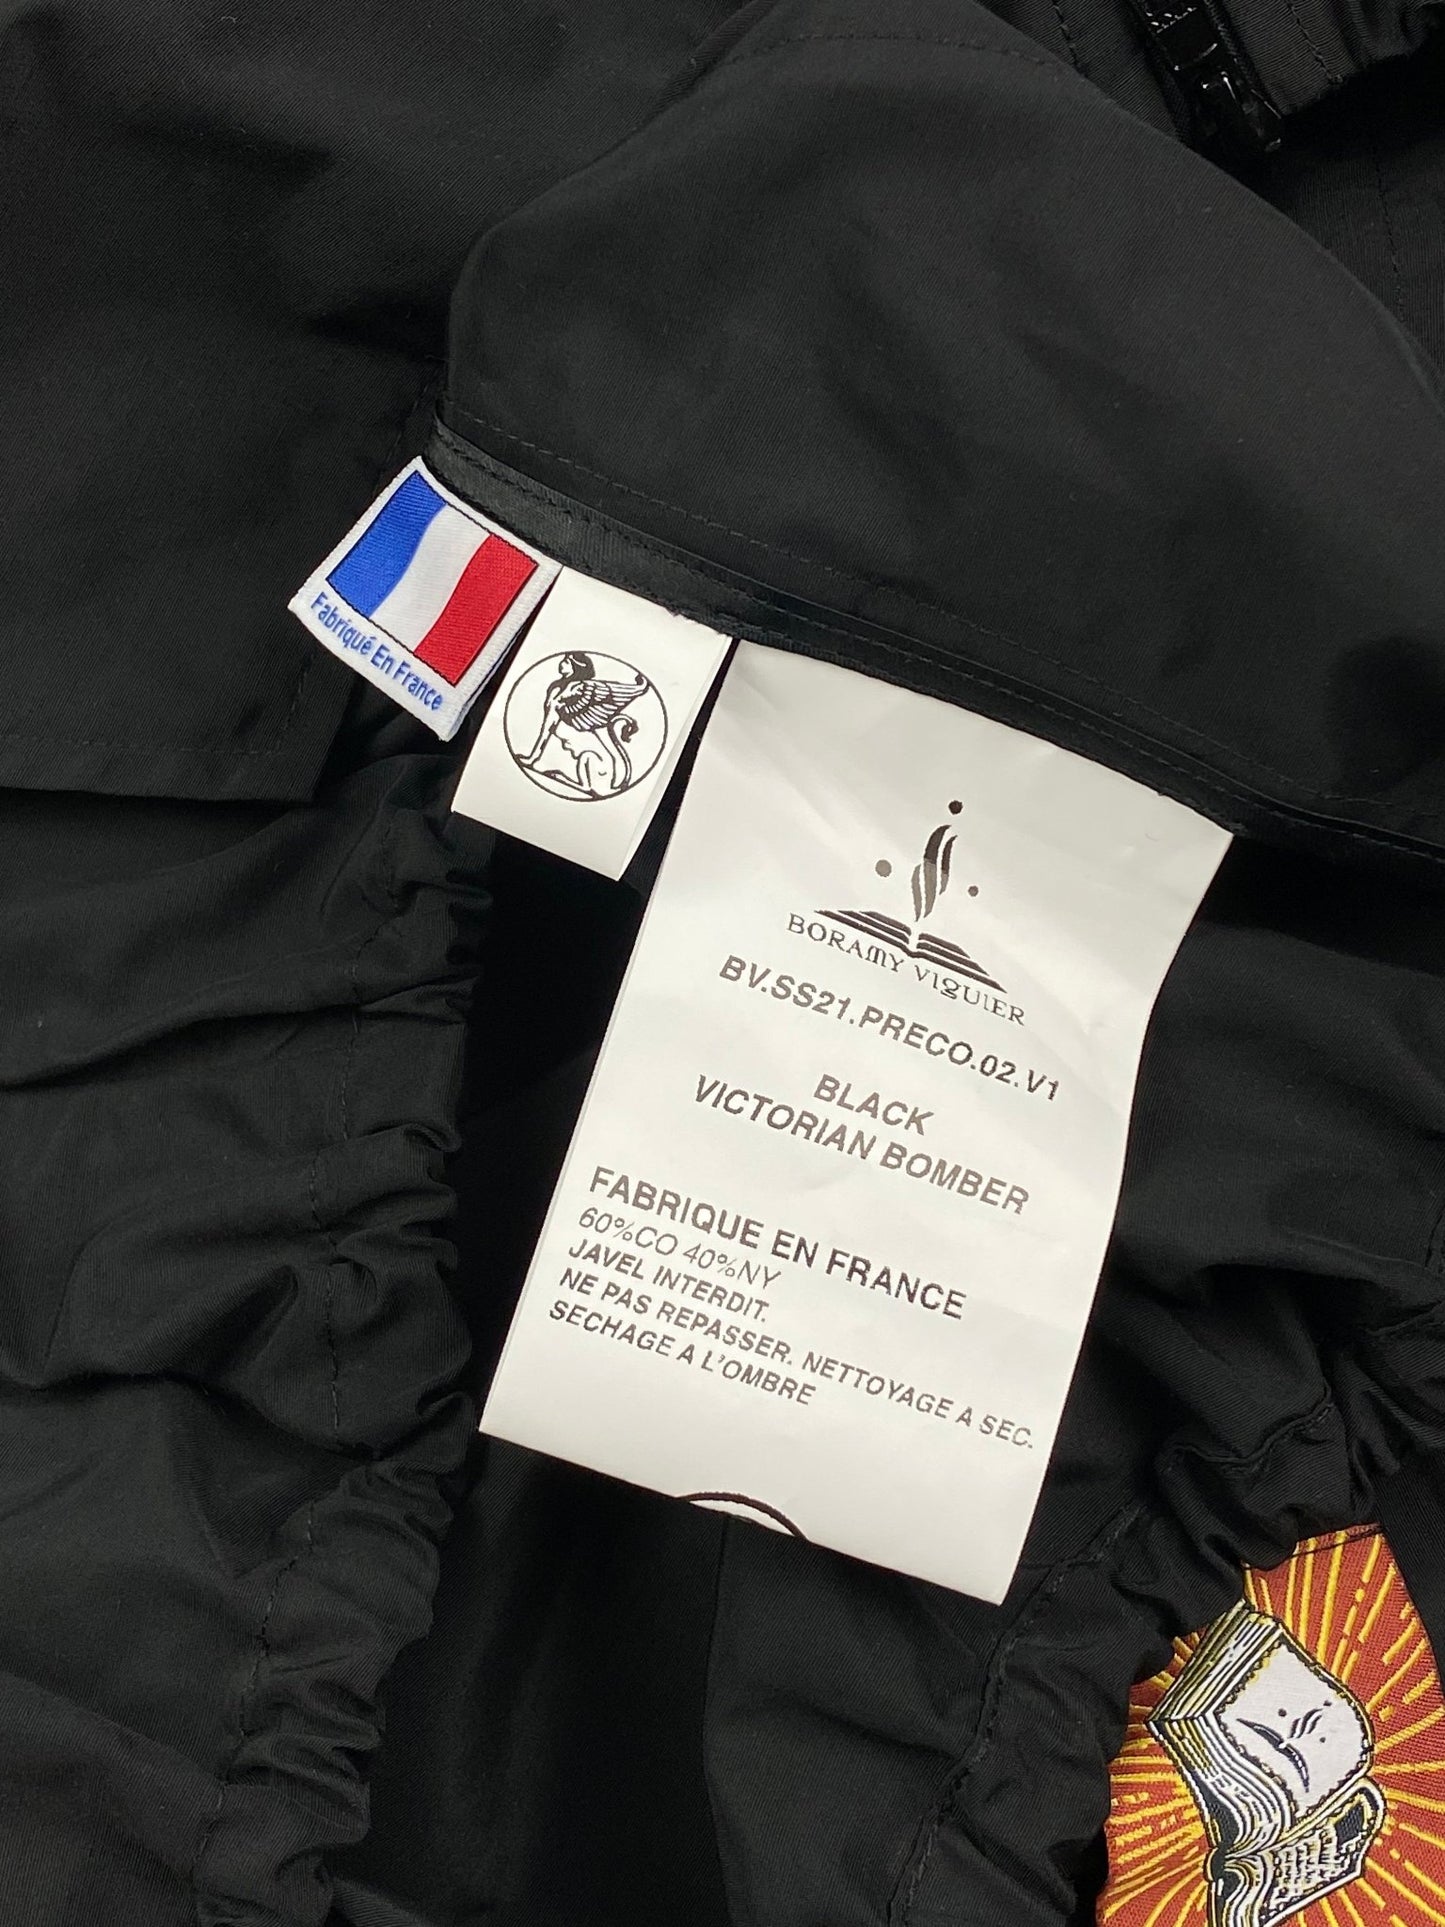 Fabriqué En France
BORAMY VIGUIER
BV.SS21.PRECO.02.V1
BLACK
VICTORIAN BOMBER
FABRIQUE EN FRANCE
60%CO 40%NY
JAVEL INTERDIT.
NE PAS REPASSER. NETTOYAGE A SEC.
SECHAGE A L'OMBRE